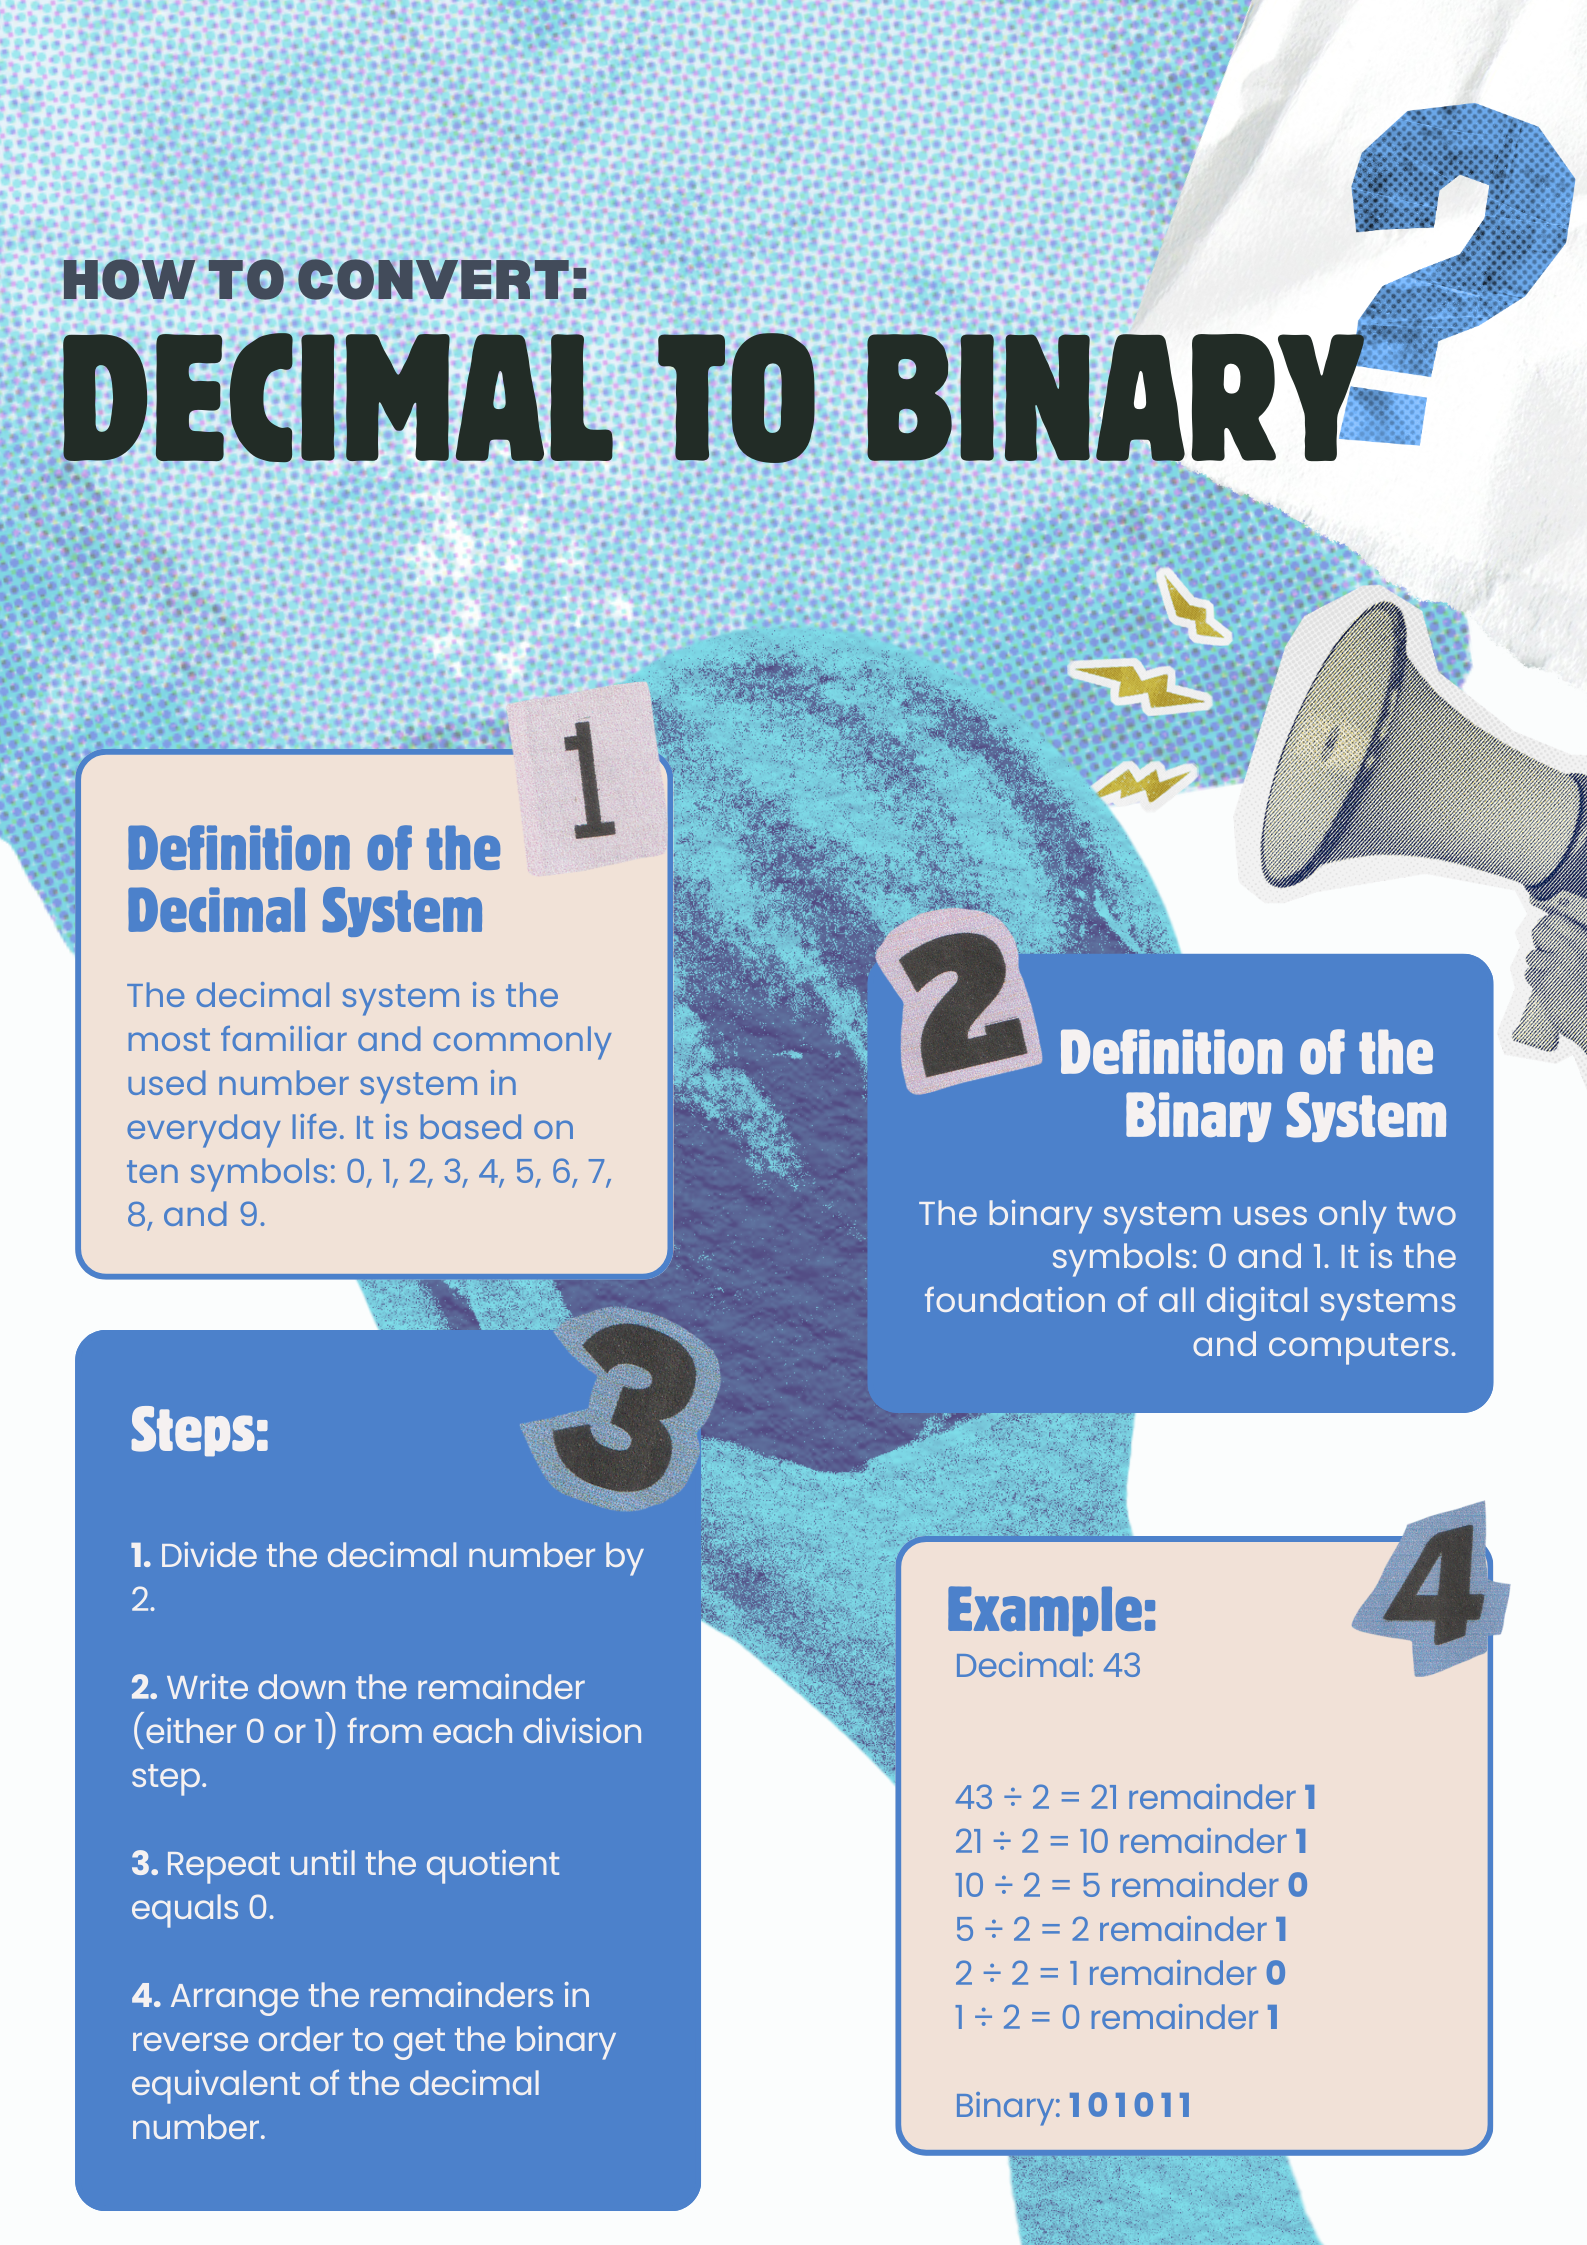 HOW TO CONVERT:
DECIMAL TO BINARY
?
1
Definition of the
Decimal System
The decimal system is the
most familiar and commonly
used number system in
everyday life. It is based on
ten symbols: 0, 1, 2, 3, 4, 5, 6, 7,
8, and 9.
2
Definition of the
Binary System
The binary system uses only two
symbols: 0 and 1. It is the
foundation of all digital systems
and computers.
3
Steps:
1. Divide the decimal number by
2.
2. Write down the remainder
(either 0 or 1) from each division
step.
3. Repeat until the quotient
equals 0.
4. Arrange the remainders in
reverse order to get the binary
equivalent of the decimal
number.
4
Example:
Decimal: 43
43 ÷ 2 = 21 remainder 1
21 ÷ 2 = 10 remainder 1
10 ÷ 2 = 5 remainder 0
5 ÷ 2 = 2 remainder 1
2 ÷ 2 = 1 remainder 0
1 ÷ 2 = 0 remainder 1
Binary: 101011